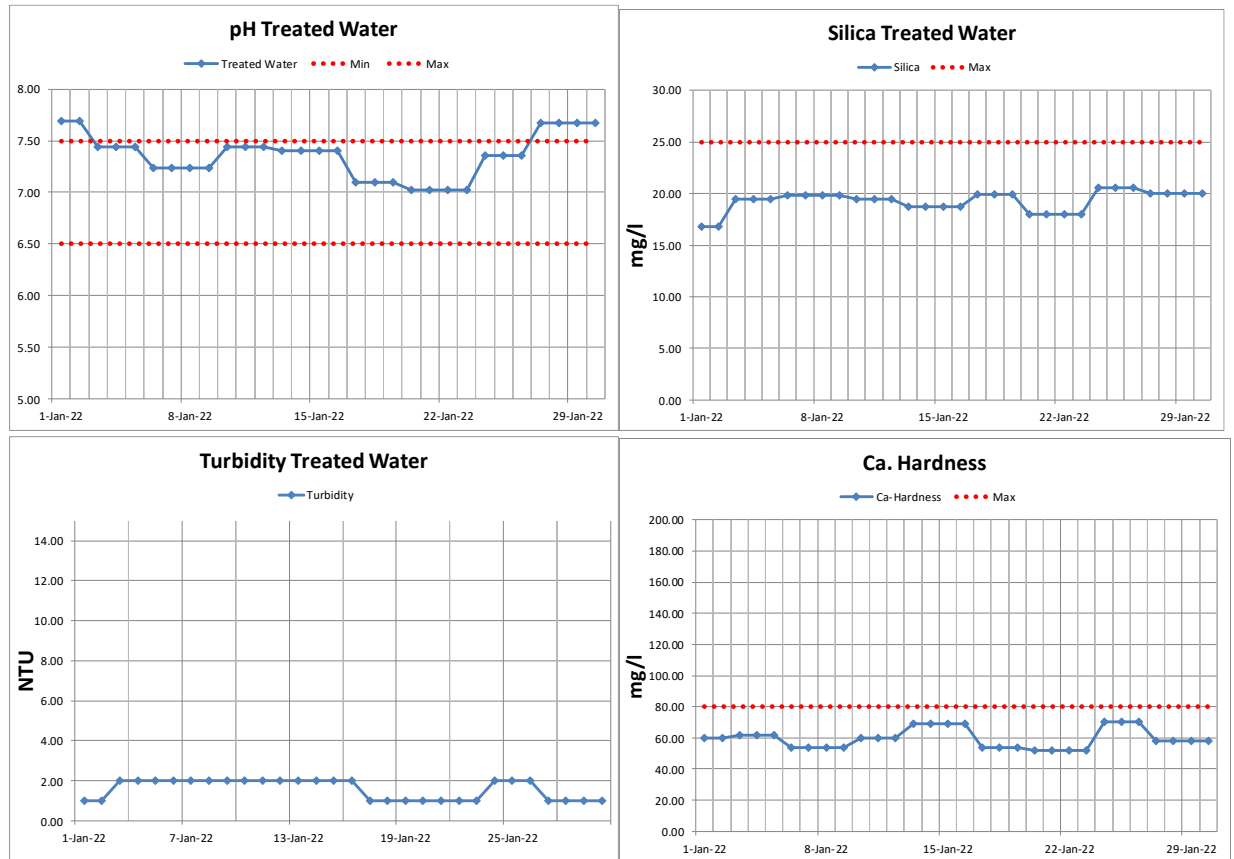 pH Treated Water
Treated Water Min Max
8.00
7.50
7.00
6.50
6.00
5.50
5.00
1-Jan-22 8-Jan-22 15-Jan-22 22-Jan-22 29-Jan-22
Silica Treated Water
Silica Max
30.00
25.00
20.00
15.00
10.00
5.00
0.00
mg/l
1-Jan-22 8-Jan-22 15-Jan-22 22-Jan-22 29-Jan-22
Turbidity Treated Water
Turbidity
14.00
12.00
10.00
8.00
6.00
4.00
2.00
0.00
NTU
1-Jan-22 7-Jan-22 13-Jan-22 19-Jan-22 25-Jan-22
Ca. Hardness
Ca-Hardness Max
200.00
180.00
160.00
140.00
120.00
100.00
80.00
60.00
40.00
20.00
0.00
mg/l
1-Jan-22 8-Jan-22 15-Jan-22 22-Jan-22 29-Jan-22